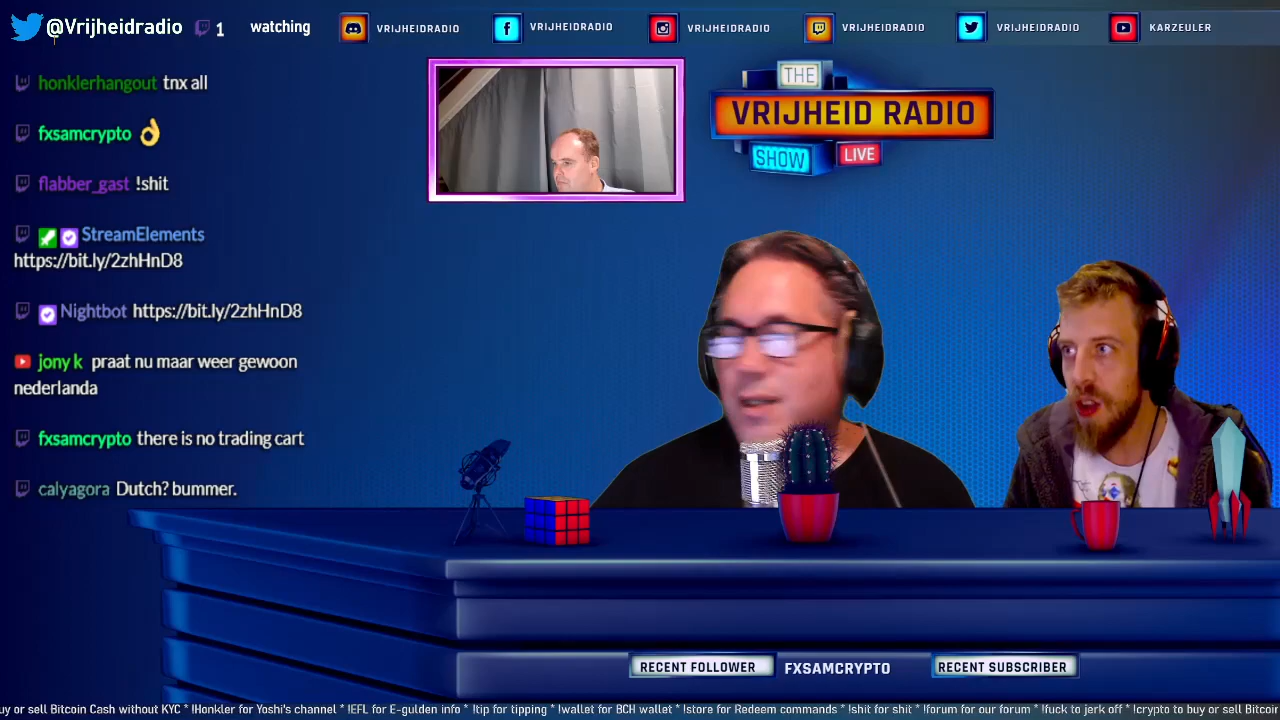 @Vrijheidradio 1 watching VRIJHEIDRADIO VRIJHEIDRADIO VRIJHEIDRADIO VRIJHEIDRADIO VRIJHEIDRADIO KARZEULER
honklerhangout tnx all
fxsamcrypto 👌
flabber_gast !shit
StreamElements
https://bit.ly/2zhHnD8
Nightbot https://bit.ly/2zhHnD8
jony k praat nu maar weer gewoon
nederlanda
fxsamcrypto there is no trading cart
calyagora Dutch? bummer.
THE
VRIJHEID RADIO
SHOW LIVE
RECENT FOLLOWER FXSAMCRYPTO RECENT SUBSCRIBER
uy or sell Bitcoin Cash without KYC * !Honkler for Yoshi's channel * !EFL for E-gulden info * !tip for tipping * !wallet for BCH wallet * !store for Redeem commands * !shit for shit * !forum for our forum * !fuck to jerk off * !crypto to buy or sell Bitcoin